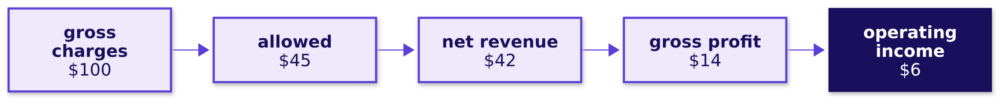 gross
charges
$100
allowed
$45
net revenue
$42
gross profit
$14
operating
income
$6